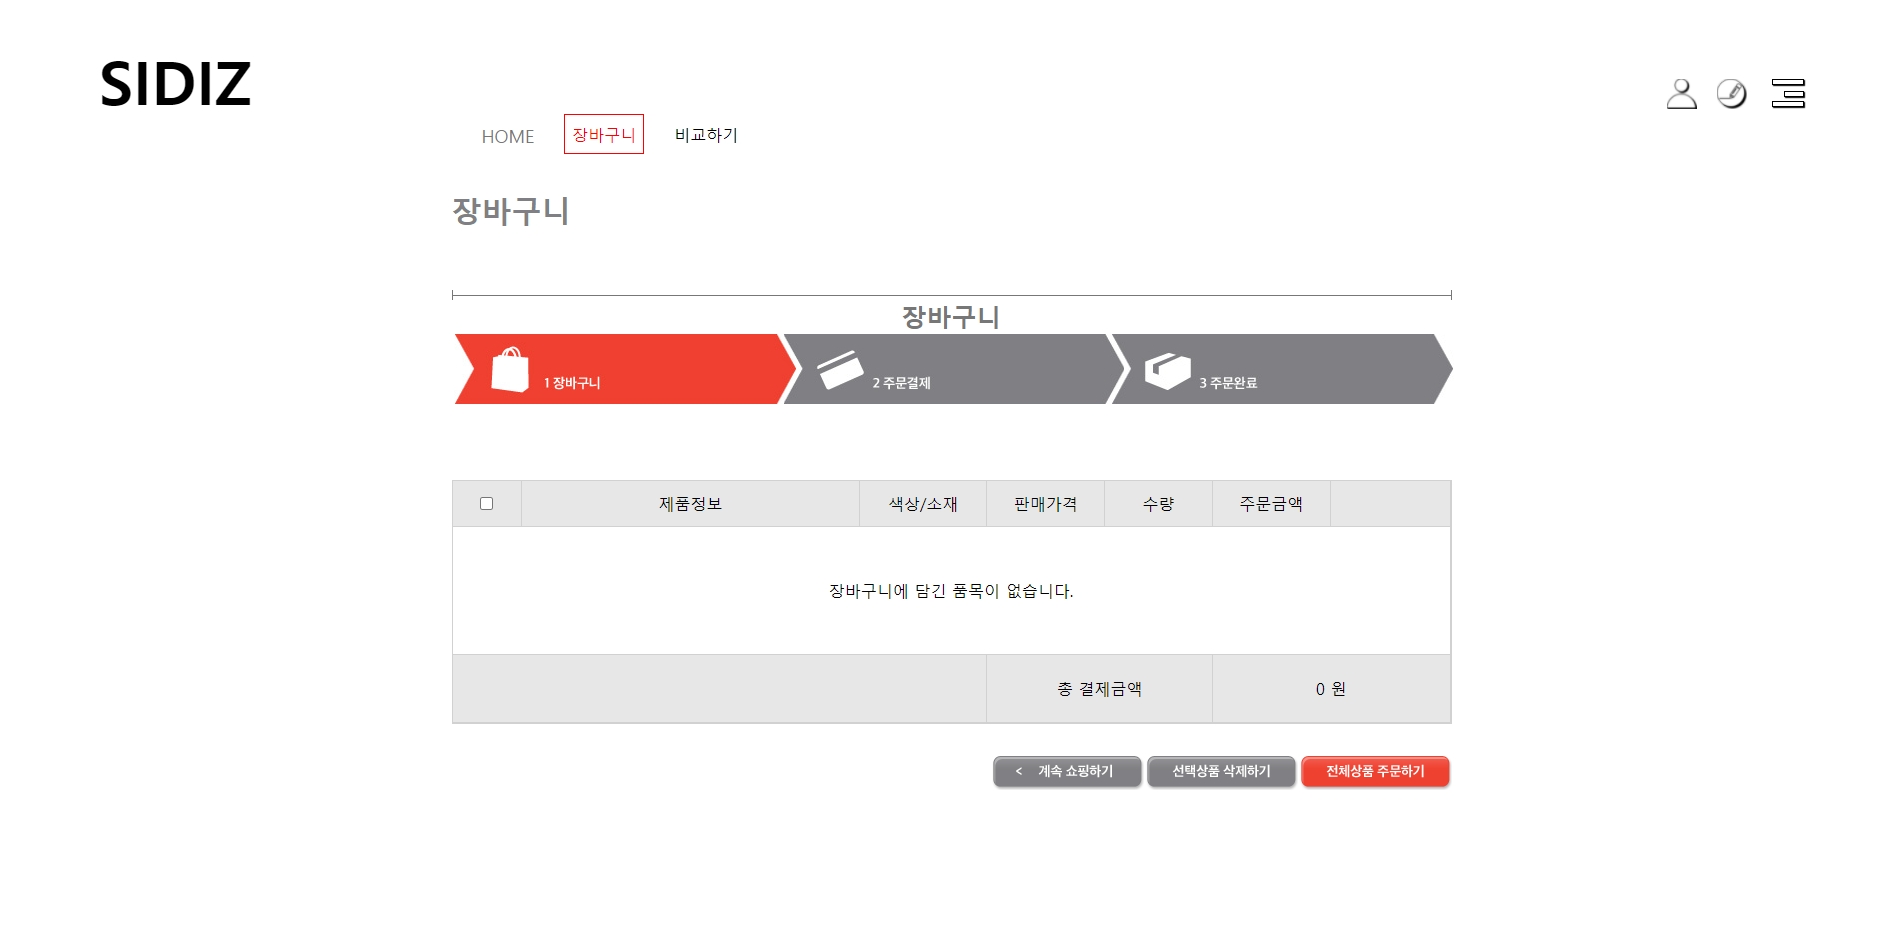 SIDIZ
HOME 장바구니 비교하기
장바구니
장바구니
1 장바구니 2 주문결제 3 주문완료
제품정보 색상/소재 판매가격 수량 주문금액
장바구니에 담긴 품목이 없습니다.
총 결제금액 0 원
< 계속 쇼핑하기 선택상품 삭제하기 전체상품 주문하기